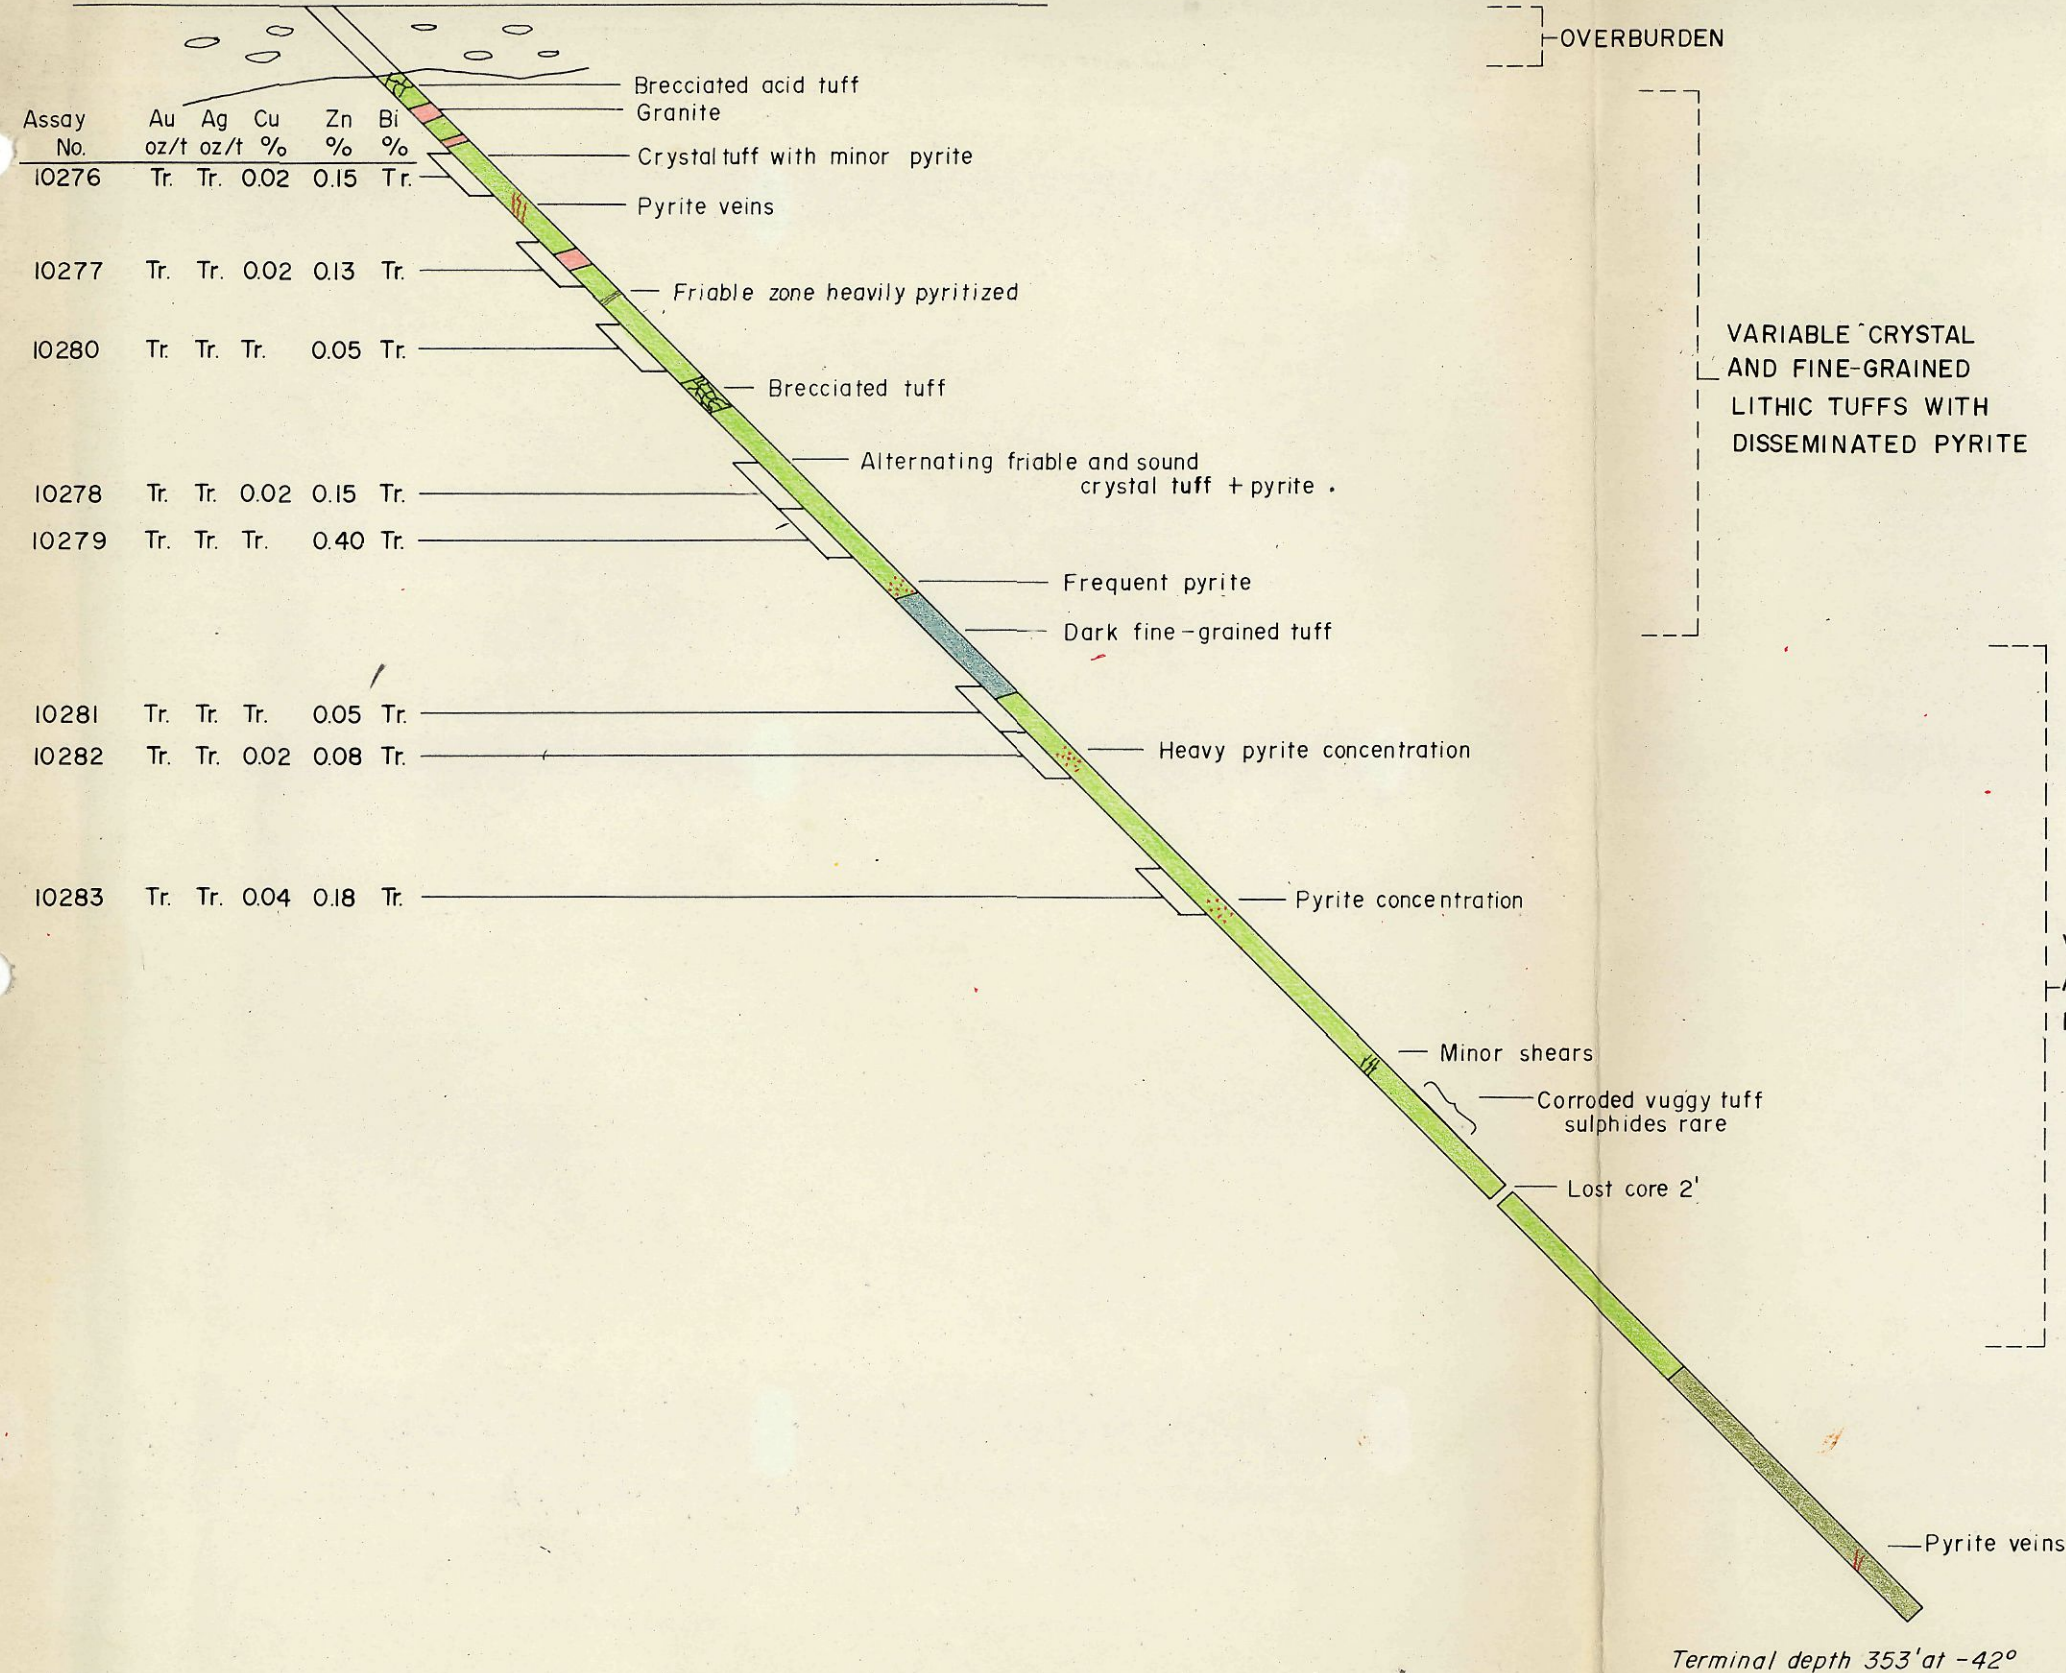 OVERBURDEN
Brecciated acid tuff
Granite
Assay Au Ag Cu Zn Bi
No. oz/t oz/t % % %
Crystal tuff with minor pyrite
10276 Tr. Tr. 0.02 0.15 Tr.
Pyrite veins
10277 Tr. Tr. 0.02 0.13 Tr.
Friable zone heavily pyritized
10280 Tr. Tr. Tr. 0.05 Tr.
VARIABLE CRYSTAL
AND FINE-GRAINED
LITHIC TUFFS WITH
DISSEMINATED PYRITE
Brecciated tuff
Alternating friable and sound
crystal tuff + pyrite .
10278 Tr. Tr. 0.02 0.15 Tr.
10279 Tr. Tr. Tr. 0.40 Tr.
Frequent pyrite
Dark fine-grained tuff
10281 Tr. Tr. Tr. 0.05 Tr.
10282 Tr. Tr. 0.02 0.08 Tr.
Heavy pyrite concentration
10283 Tr. Tr. 0.04 0.18 Tr.
Pyrite concentration
Minor shears
Corroded vuggy tuff
sulphides rare
Lost core 2'
Pyrite veins
Terminal depth 353' at -42°